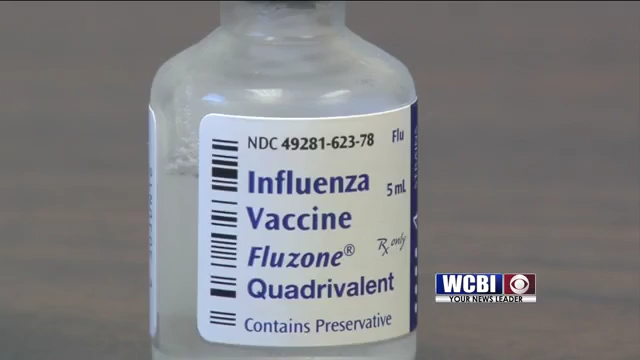 NDC 49281-623-78 Flu
Influenza
5 mL
Vaccine
Fluzone®
Rx only
Quadrivalent
Contains Preservative
WCBI
YOUR NEWS LEADER